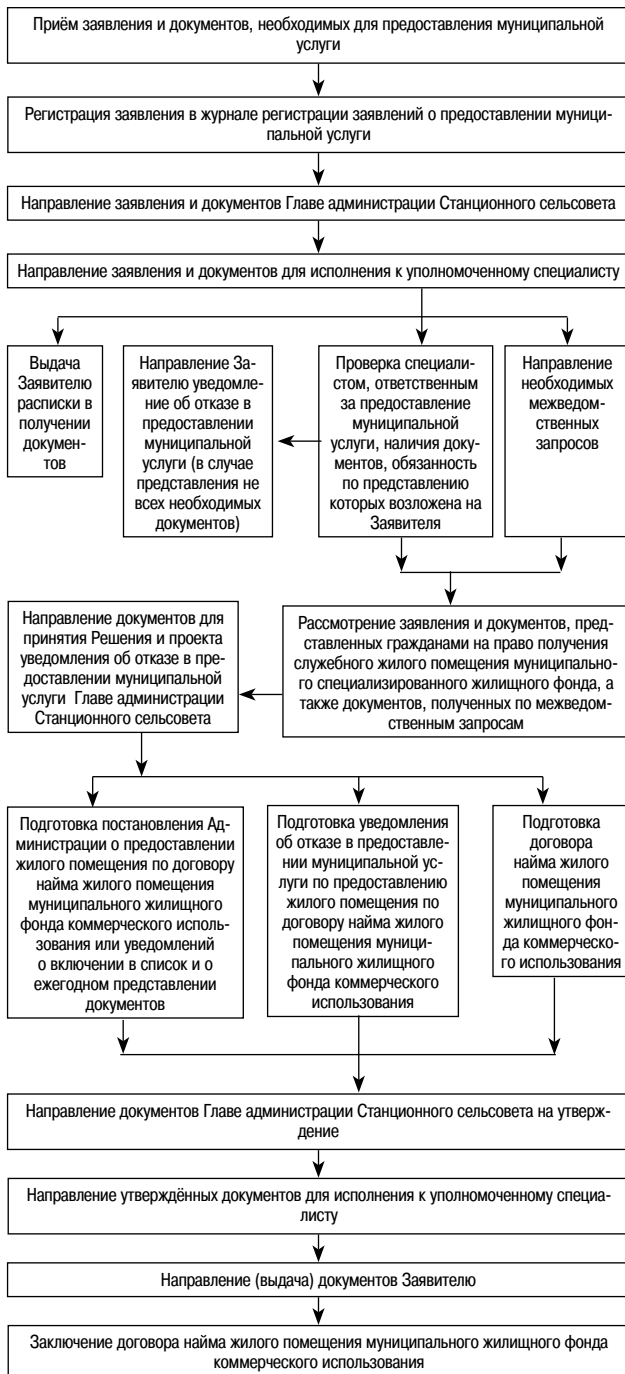 Приём заявления и документов, необходимых для предоставления муниципальной
услуги
Регистрация заявления в журнале регистрации заявлений о предоставлении муници-
пальной услуги
Направление заявления и документов Главе администрации Станционного сельсовета
Направление заявления и документов для исполнения к уполномоченному специалисту
Выдача
Заявителю
расписки в
получении
докумен-
тов
Направление За-
явителю уведомле-
ние об отказе в
предоставлении
муниципальной
услуги (в случае
представления не
всех необходимых
документов)
Проверка специали-
стом, ответственным
за предоставление
муниципальной
услуги, наличия доку-
ментов, обязанность
по представлению
которых возложена на
Заявителя
Направление
необходимых
межведом-
ственных
запросов
Направление документов для
принятия Решения и проекта
уведомления об отказе в пре-
доставлении муниципальной
услуги Главе администрации
Станционного сельсовета
Рассмотрение заявления и документов, пред-
ставленных гражданами на право получения
служебного жилого помещения муниципально-
го специализированного жилищного фонда, а
также документов, полученных по межведом-
ственным запросам
Подготовка постановления Ад-
министрации о предоставлении
жилого помещения по договору
найма жилого помещения
муниципального жилищного
фонда коммерческого исполь-
зования или уведомлений
о включении в список и о
ежегодном представлении
документов
Подготовка уведомления
об отказе в предоставле-
нии муниципальной ус-
луги по предоставлению
жилого помещения по
договору найма жилого
помещения муници-
пального жилищного
фонда коммерческого
использования
Подготовка
договора
найма жилого
помещения
муниципального
жилищного фон-
да коммерческо-
го использования
Направление документов Главе администрации Станционного сельсовета на утверж-
дение
Направление утверждённых документов для исполнения к уполномоченному специа-
листу
Направление (выдача) документов Заявителю
Заключение договора найма жилого помещения муниципального жилищного фонда
коммерческого использования